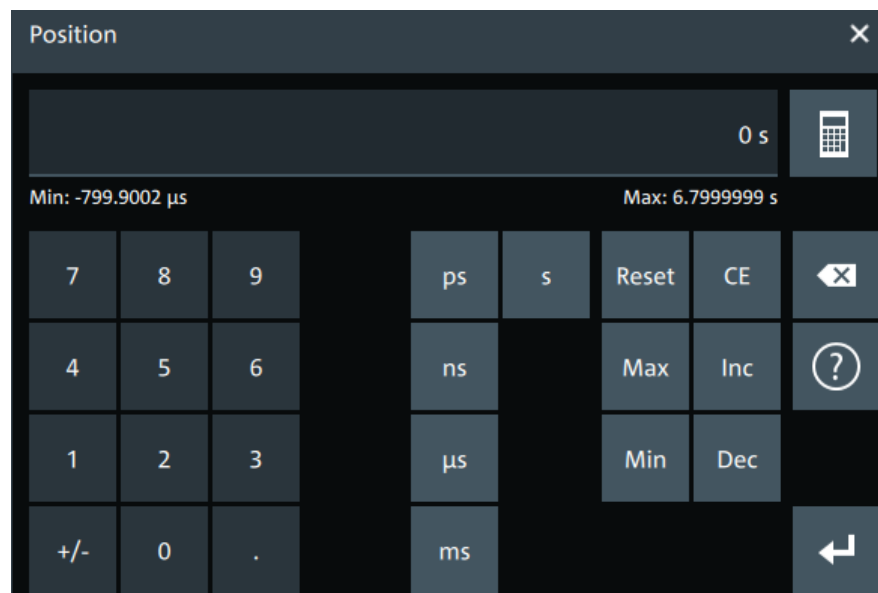 Position
0 s
Min: -799.9002 µs Max: 6.7999999 s
7 8 9 ps s Reset CE
4 5 6 ns Max Inc ?
1 2 3 µs Min Dec
+/- 0 . ms